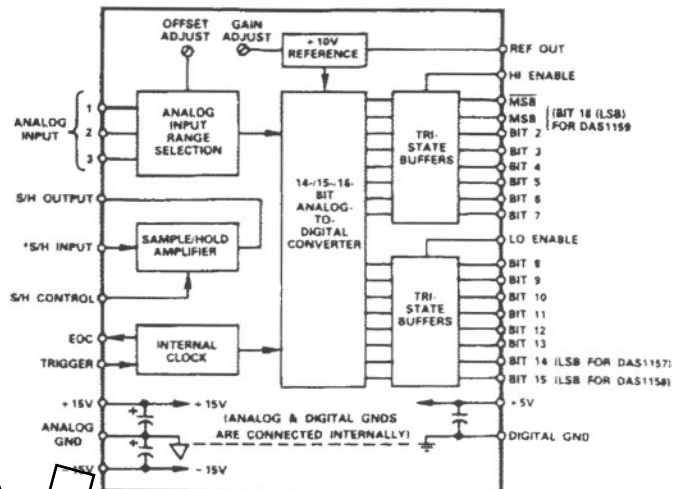 OFFSET ADJUST
GAIN ADJUST
+10V REFERENCE
REF OUT
HI ENABLE
ANALOG INPUT
1
2
3
ANALOG INPUT RANGE SELECTION
14-/15-/16-BIT ANALOG-TO-DIGITAL CONVERTER
TRI-STATE BUFFERS
MSB
MSB
(BIT 16 (LSB) FOR DAS1159
BIT 2
BIT 3
BIT 4
BIT 5
BIT 6
BIT 7
S/H OUTPUT
*S/H INPUT
SAMPLE/HOLD AMPLIFIER
S/H CONTROL
LO ENABLE
TRI-STATE BUFFERS
BIT 8
BIT 9
BIT 10
BIT 11
BIT 12
BIT 13
BIT 14 (LSB FOR DAS1157)
BIT 15 (LSB FOR DAS1158)
EOC
TRIGGER
INTERNAL CLOCK
+15V
+15V
ANALOG GND
(ANALOG & DIGITAL GNDS ARE CONNECTED INTERNALLY)
+5V
DIGITAL GND
-15V
-15V